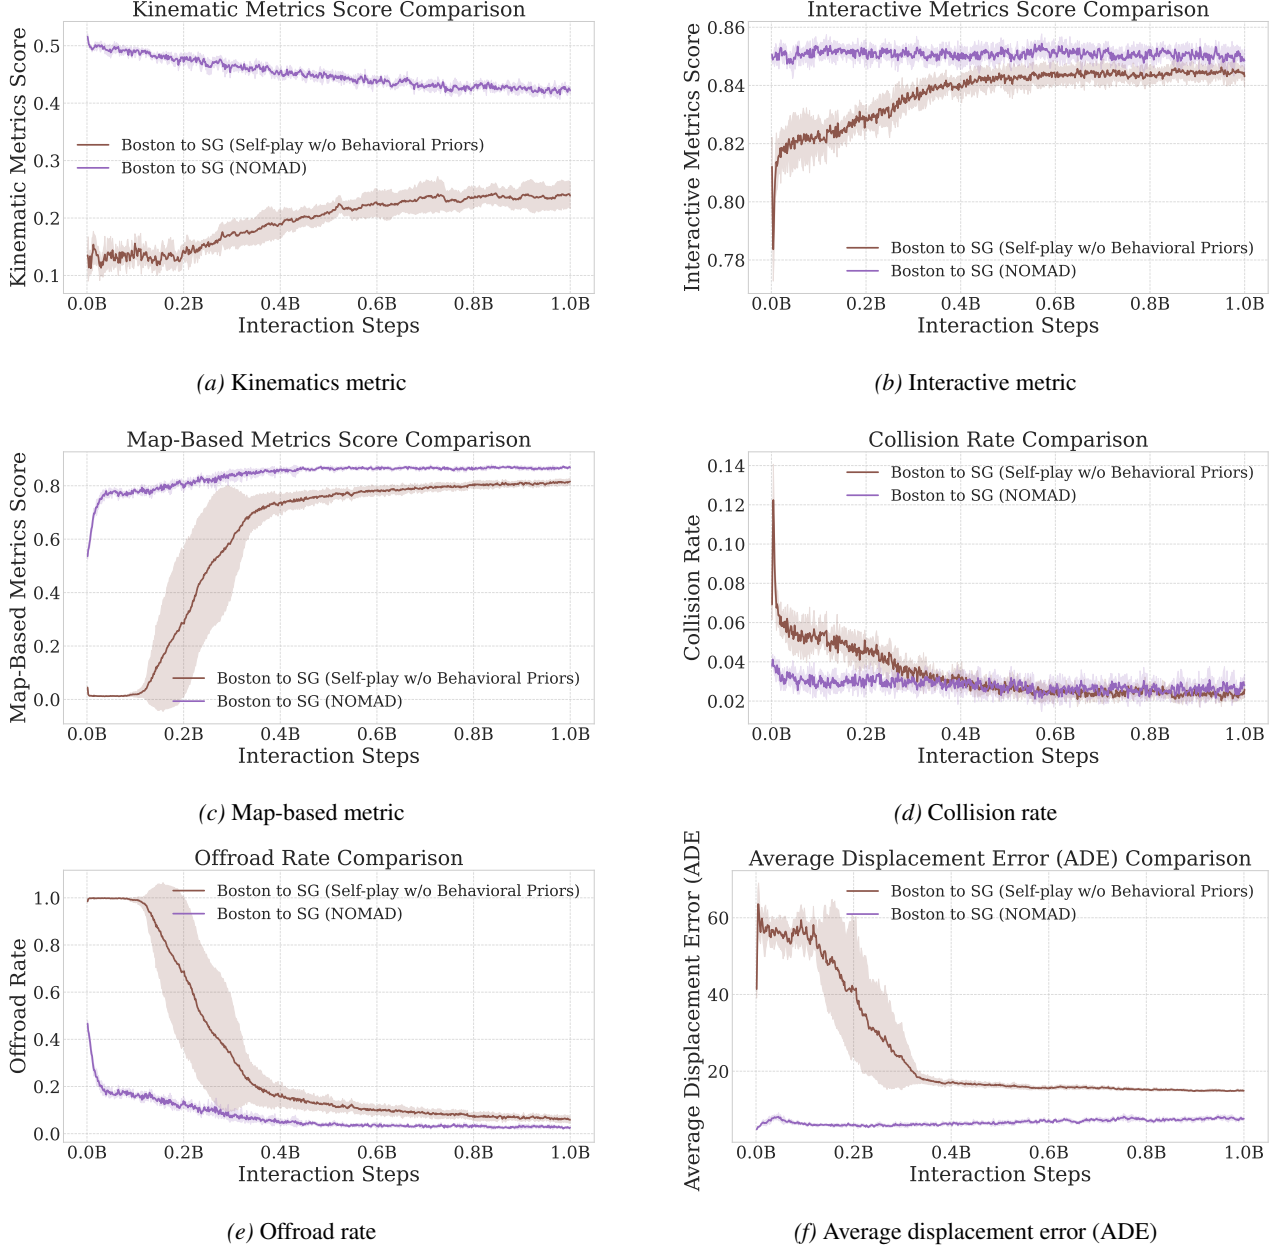 Kinematic Metrics Score Comparison
Kinematic Metrics Score
0.5
0.4
0.3
0.2
0.1
Boston to SG (Self-play w/o Behavioral Priors)
Boston to SG (NOMAD)
0.0B 0.2B 0.4B 0.6B 0.8B 1.0B
Interaction Steps
(a) Kinematics metric
Interactive Metrics Score Comparison
Interactive Metrics Score
0.86
0.84
0.82
0.80
0.78
Boston to SG (Self-play w/o Behavioral Priors)
Boston to SG (NOMAD)
0.0B 0.2B 0.4B 0.6B 0.8B 1.0B
Interaction Steps
(b) Interactive metric
Map-Based Metrics Score Comparison
Map-Based Metrics Score
0.8
0.6
0.4
0.2
0.0
Boston to SG (Self-play w/o Behavioral Priors)
Boston to SG (NOMAD)
0.0B 0.2B 0.4B 0.6B 0.8B 1.0B
Interaction Steps
(c) Map-based metric
Collision Rate Comparison
Collision Rate
0.14
0.12
0.10
0.08
0.06
0.04
0.02
Boston to SG (Self-play w/o Behavioral Priors)
Boston to SG (NOMAD)
0.0B 0.2B 0.4B 0.6B 0.8B 1.0B
Interaction Steps
(d) Collision rate
Offroad Rate Comparison
Offroad Rate
1.0
0.8
0.6
0.4
0.2
0.0
Boston to SG (Self-play w/o Behavioral Priors)
Boston to SG (NOMAD)
0.0B 0.2B 0.4B 0.6B 0.8B 1.0B
Interaction Steps
(e) Offroad rate
Average Displacement Error (ADE) Comparison
Average Displacement Error (ADE
60
40
20
Boston to SG (Self-play w/o Behavioral Priors)
Boston to SG (NOMAD)
0.0B 0.2B 0.4B 0.6B 0.8B 1.0B
Interaction Steps
(f) Average displacement error (ADE)